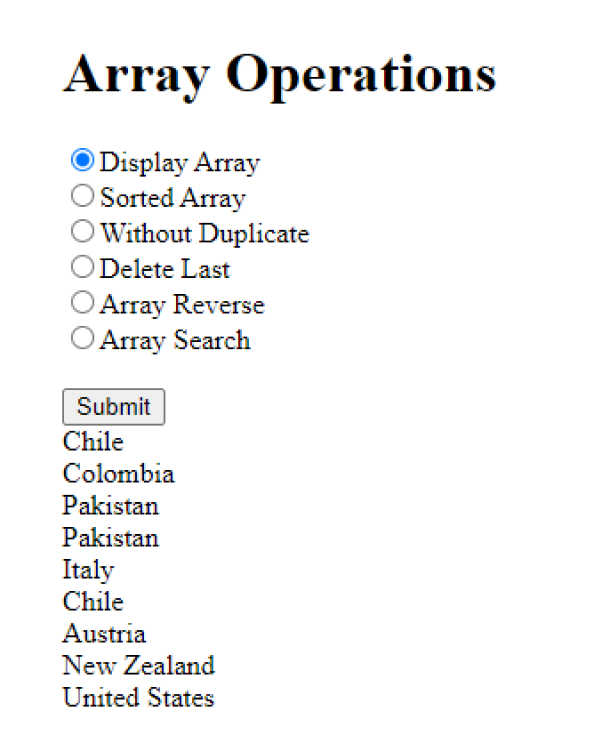 Array Operations
Display Array
Sorted Array
Without Duplicate
Delete Last
Array Reverse
Array Search
Submit
Chile
Colombia
Pakistan
Pakistan
Italy
Chile
Austria
New Zealand
United States